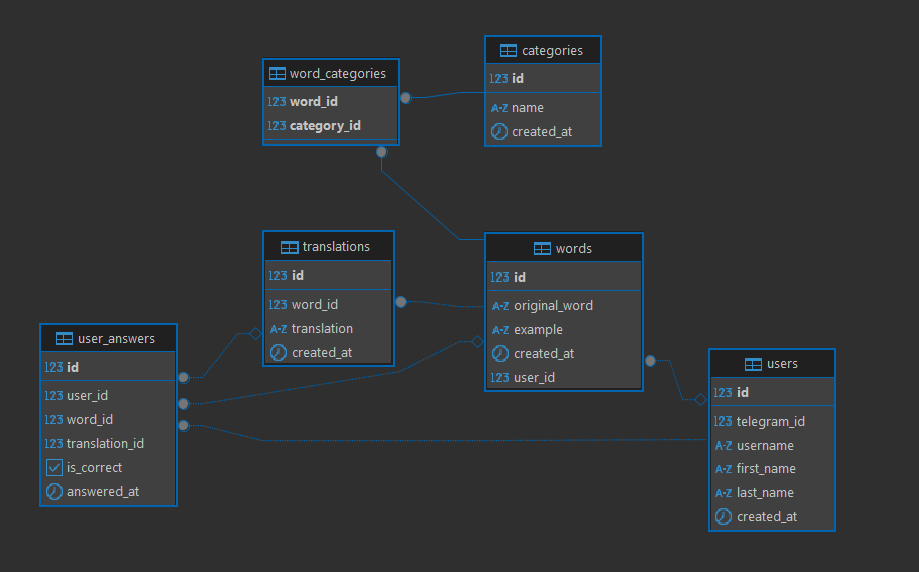 categories
123 id
A-Z name
created_at
word_categories
123 word_id
123 category_id
translations
123 id
123 word_id
A-Z translation
created_at
words
123 id
A-Z original_word
A-Z example
created_at
123 user_id
user_answers
123 id
123 user_id
123 word_id
123 translation_id
is_correct
answered_at
users
123 id
123 telegram_id
A-Z username
A-Z first_name
A-Z last_name
created_at